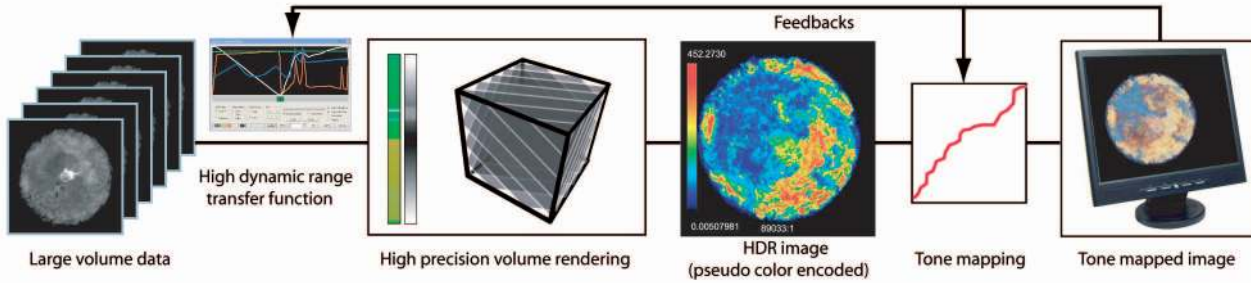 Feedbacks
452.2730
0.00507981
89033:1
High dynamic range
transfer function
Large volume data
High precision volume rendering
HDR image
(pseudo color encoded)
Tone mapping
Tone mapped image